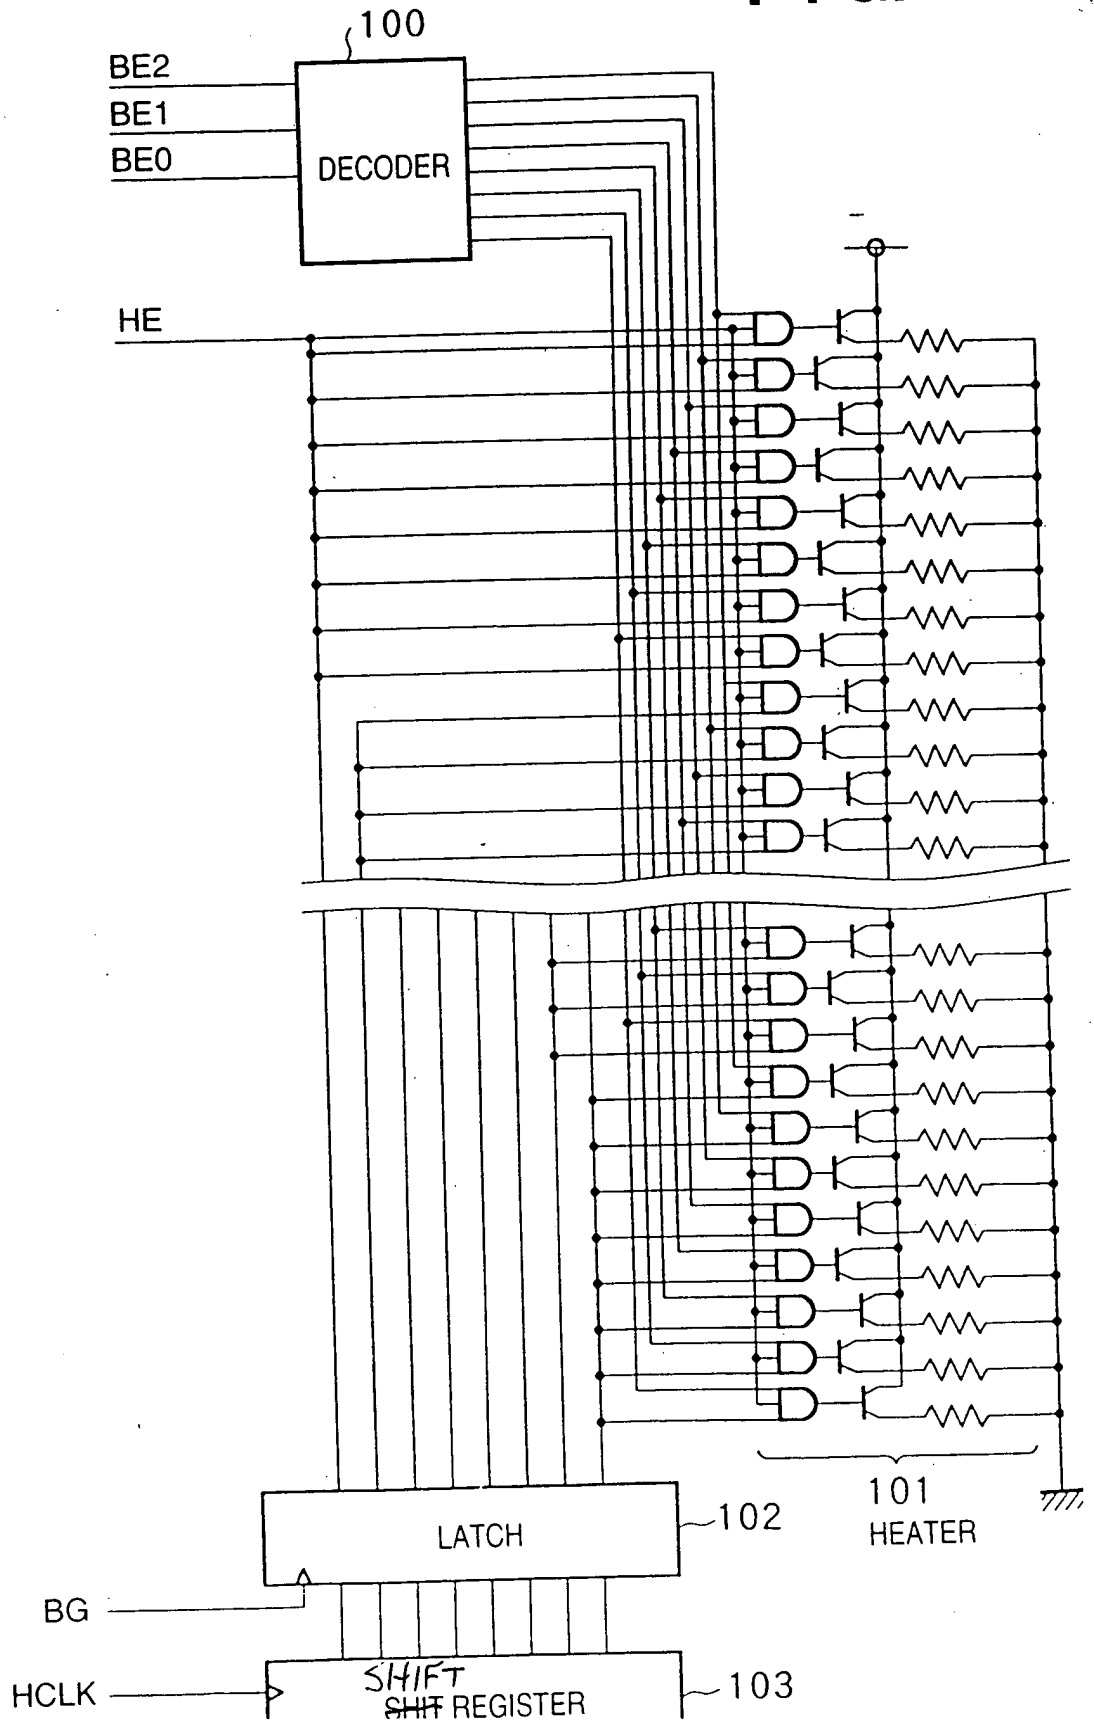 100
BE2
BE1
BE0
DECODER
HE
101
HEATER
LATCH
102
BG
SHIFT
HCLK
SHIT REGISTER
103